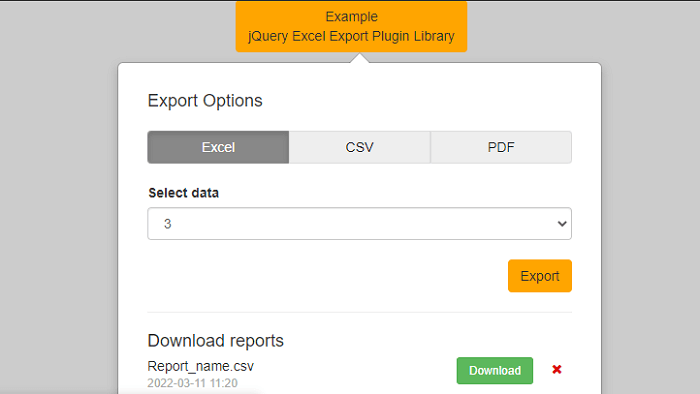 Example
jQuery Excel Export Plugin Library
Export Options
Excel CSV PDF
Select data
3
Export
Download reports
Report_name.csv
Download
2022-03-11 11:20